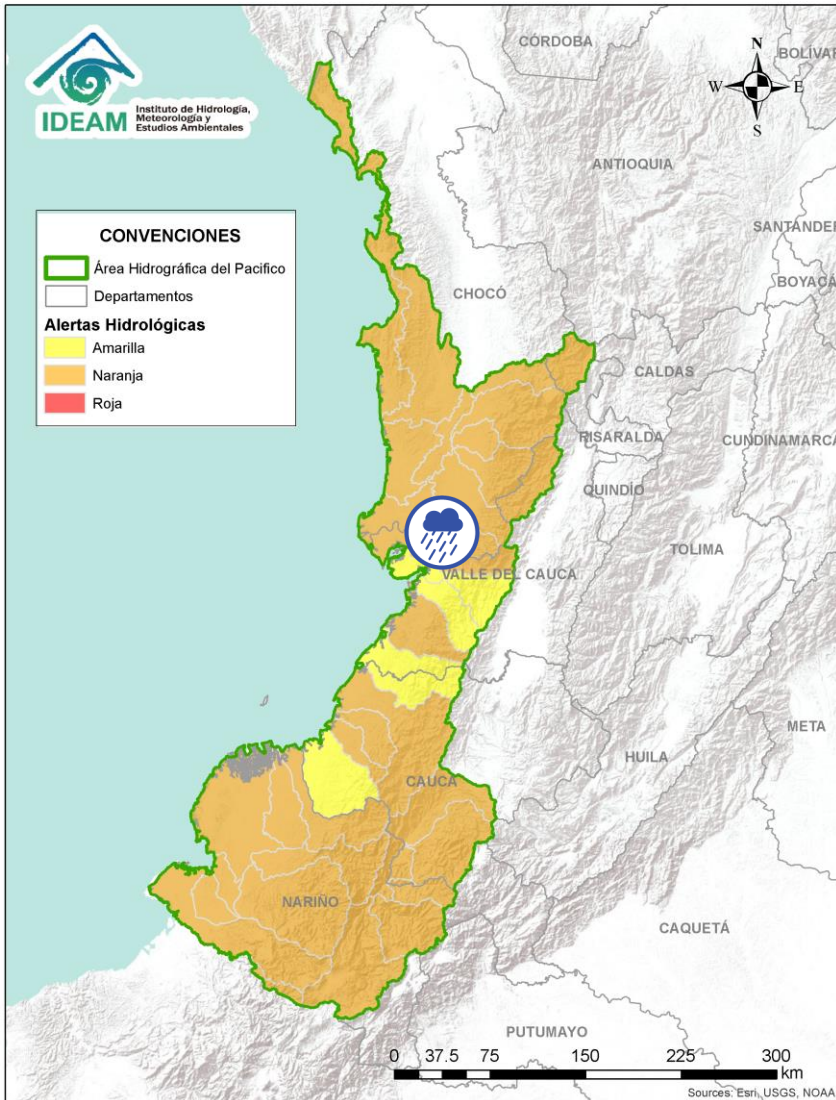 IDEAM
Instituto de Hidrología,
Meteorología y
Estudios Ambientales
N
W
E
S
CONVENCIONES
Área Hidrográfica del Pacifico
Departamentos
Alertas Hidrológicas
Amarilla
Naranja
Roja
CÓRDOBA
BOLÍVAR
ANTIOQUIA
SANTANDER
BOYACÁ
CHOCÓ
CALDAS
RISARALDA
CUNDINAMARCA
QUINDÍO
TOLIMA
VALLE DEL CAUCA
META
HUILA
CAUCA
NARIÑO
CAQUETÁ
PUTUMAYO
0 37.5 75 150 225 300
km
Sources: Esri, USGS, NOAA